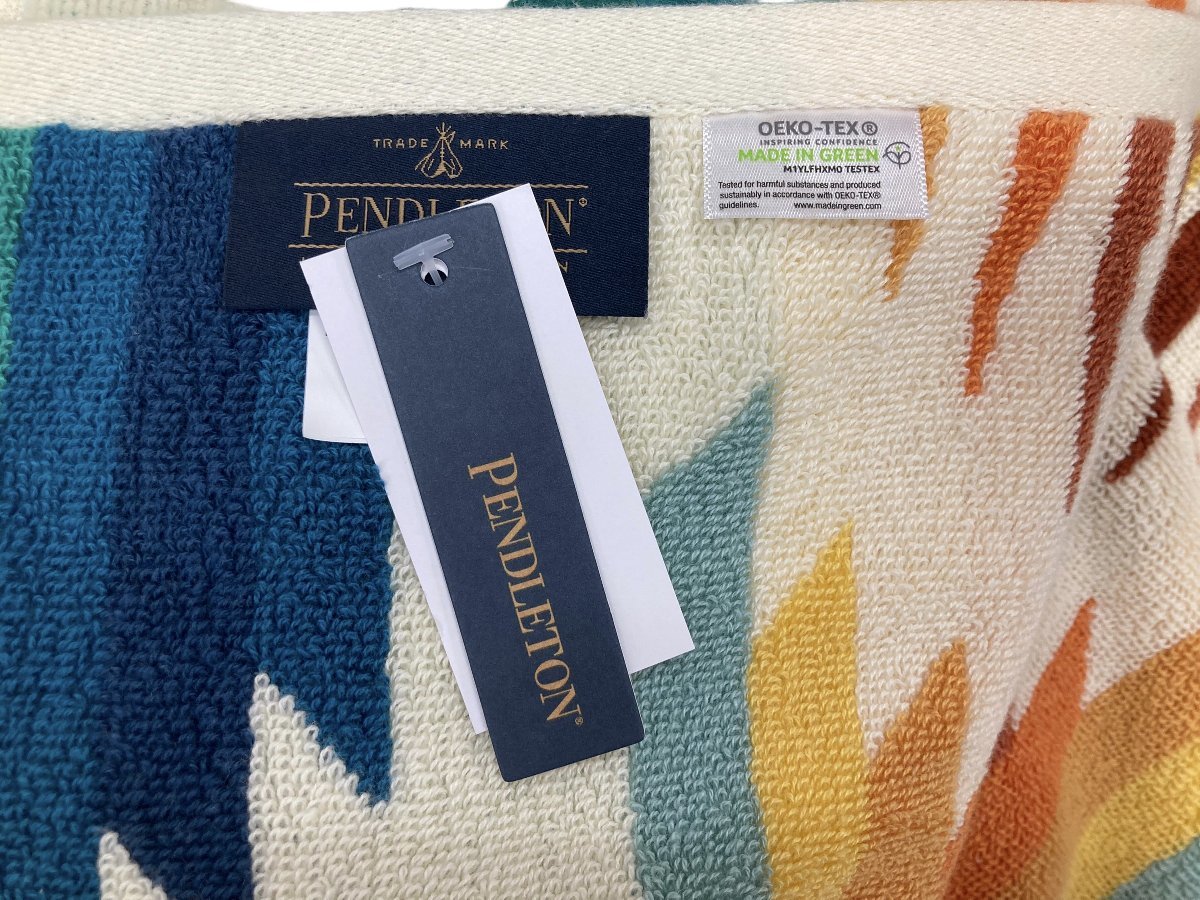 TRADE MARK
PENDLETON
PENDLETON®
OEKO-TEX®
INSPIRING CONFIDENCE
MADE IN GREEN
M1YLFHXMO TESTEX
Tested for harmful substances and produced
sustainably in accordance with OEKO-TEX®
guidelines. www.madeingreen.com